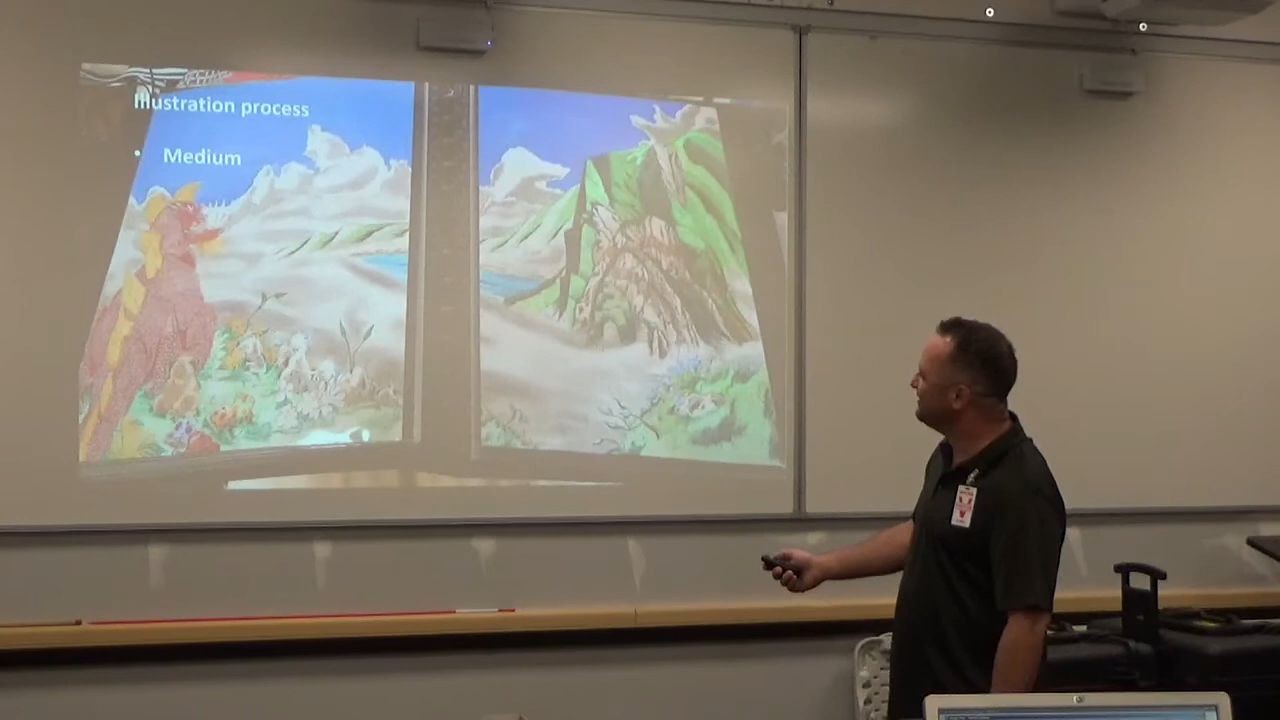 Illustration process
• Medium